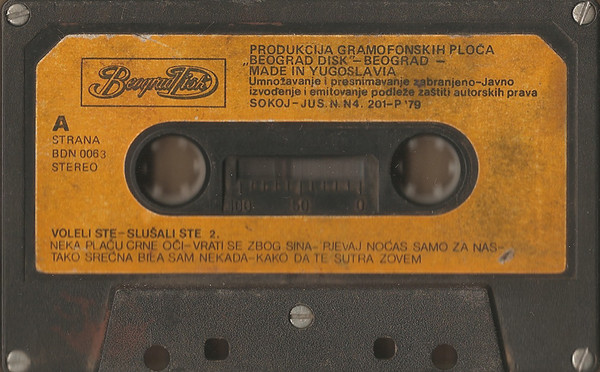 PRODUKCIJA GRAMOFONSKIH PLOČA
„BEOGRAD DISK"-BEOGRAD -
MADE IN YUGOSLAVIA
Umnožavanje i presnimavanje zabranjeno-Javno
izvođenje i emitovanje podleže zaštiti autorskih prava
SOKOJ-JUS. N. N4. 201-P '79
Beograd Disk
A
STRANA
BDN 0063
STEREO
100 50 0
VOLELI STE-SLUŠALI STE 2.
NEKA PLAČU CRNE OČI-VRATI SE ZBOG SINA-PJEVAJ NOĆAS SAMO ZA NAS-
TAKO SREĆNA BILA SAM NEKADA-KAKO DA TE SUTRA ZOVEM